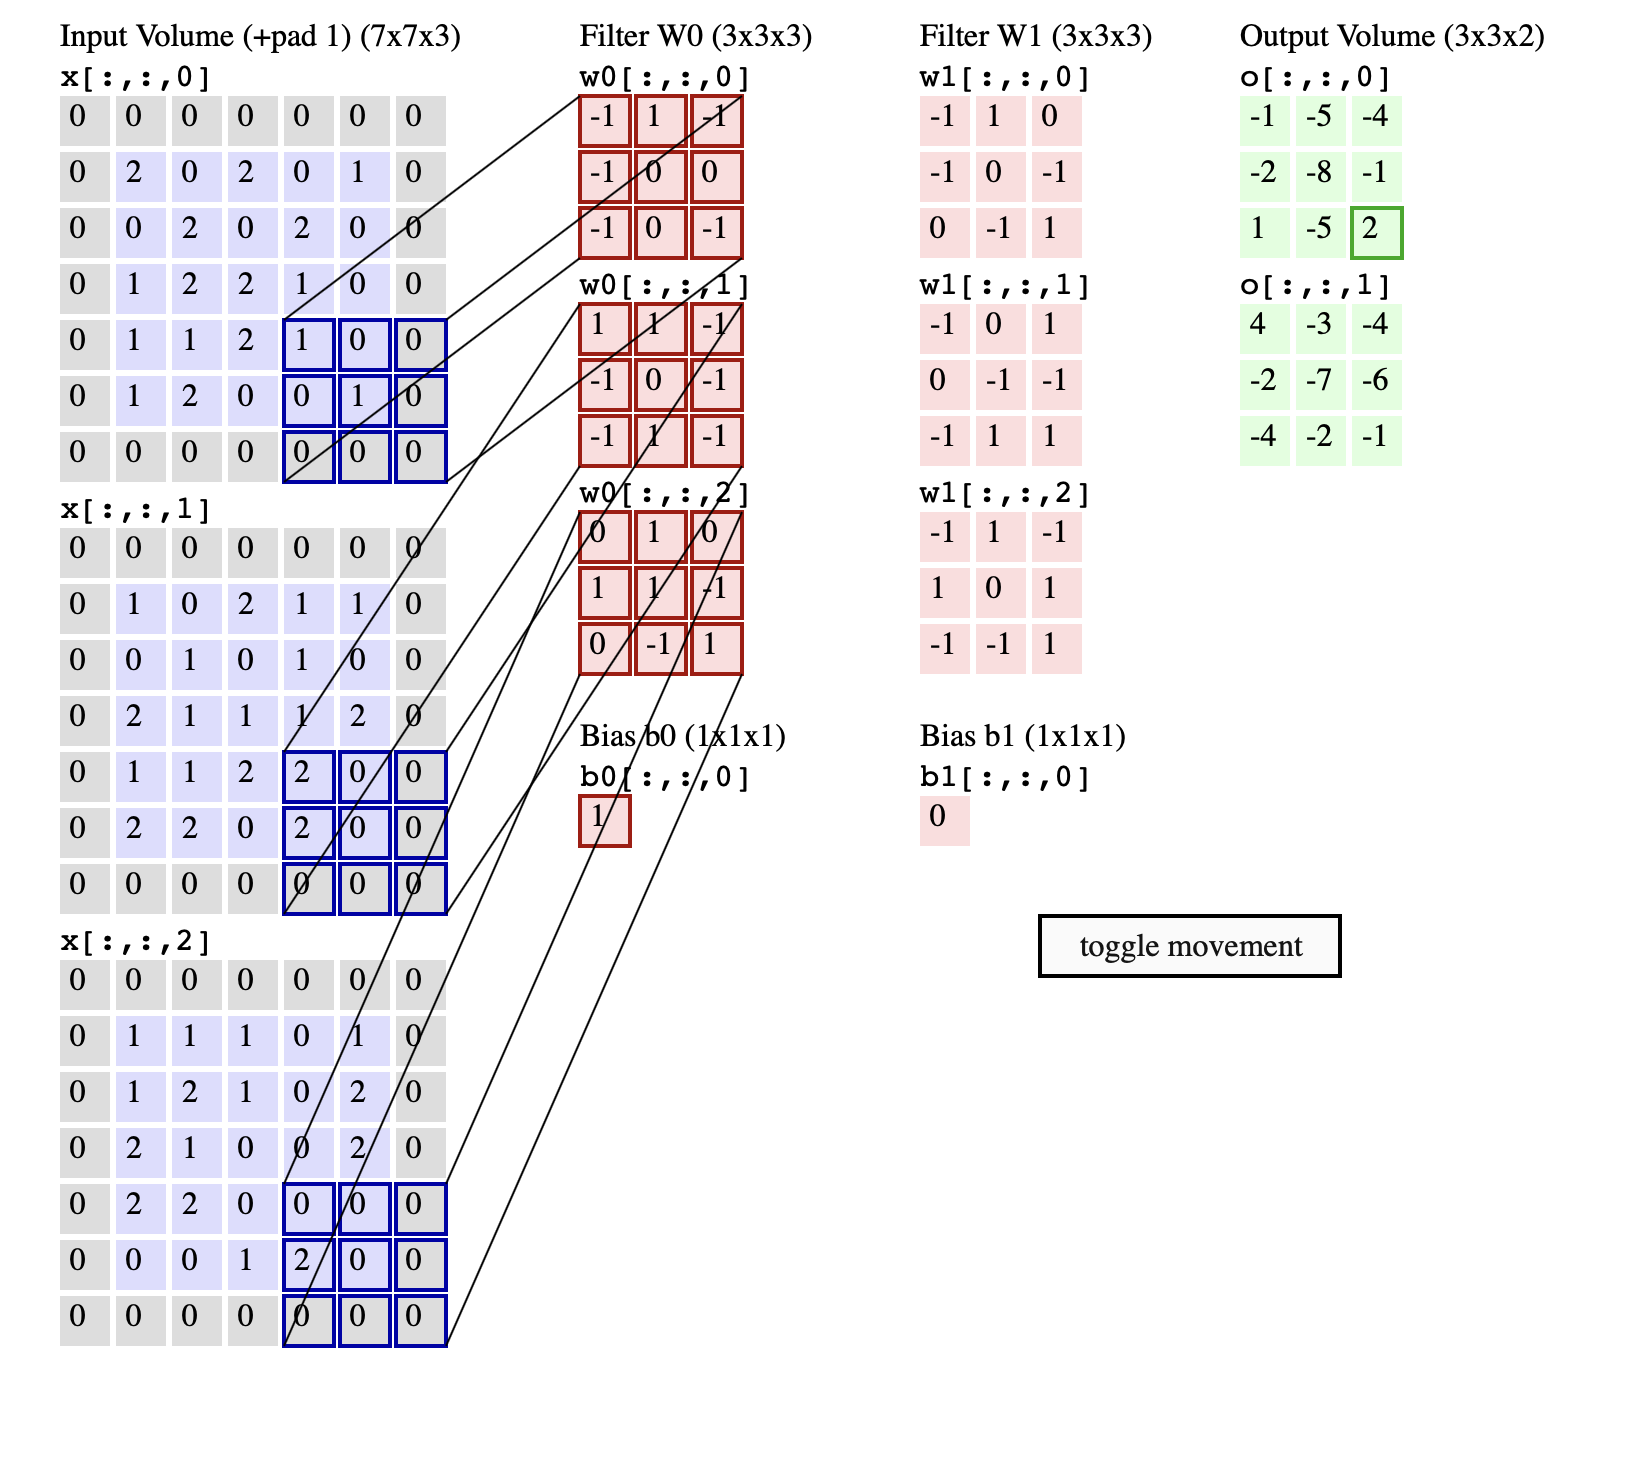 Input Volume (+pad 1) (7x7x3)
x[:,:,0]
0 0 0 0 0 0 0
0 2 0 2 0 1 0
0 0 2 0 2 0 0
0 1 2 2 1 0 0
0 1 1 2 1 0 0
0 1 2 0 0 1 0
0 0 0 0 0 0 0
x[:,:,1]
0 0 0 0 0 0 0
0 1 0 2 1 1 0
0 0 1 0 1 0 0
0 2 1 1 1 2 0
0 1 1 2 2 0 0
0 2 2 0 2 0 0
0 0 0 0 0 0 0
x[:,:,2]
0 0 0 0 0 0 0
0 1 1 1 0 1 0
0 1 2 1 0 2 0
0 2 1 0 0 2 0
0 2 2 0 0 0 0
0 0 0 1 2 0 0
0 0 0 0 0 0 0
Filter W0 (3x3x3)
w0[:,:,0]
-1 1 -1
-1 0 0
-1 0 -1
w0[:,:,1]
1 1 -1
-1 0 -1
-1 1 -1
w0[:,:,2]
0 1 0
1 1 -1
0 -1 1
Bias b0 (1x1x1)
b0[:,:,0]
1
Filter W1 (3x3x3)
w1[:,:,0]
-1 1 0
-1 0 -1
0 -1 1
w1[:,:,1]
-1 0 1
0 -1 -1
-1 1 1
w1[:,:,2]
-1 1 -1
1 0 1
-1 -1 1
Bias b1 (1x1x1)
b1[:,:,0]
0
Output Volume (3x3x2)
o[:,:,0]
-1 -5 -4
-2 -8 -1
1 -5 2
o[:,:,1]
4 -3 -4
-2 -7 -6
-4 -2 -1
toggle movement